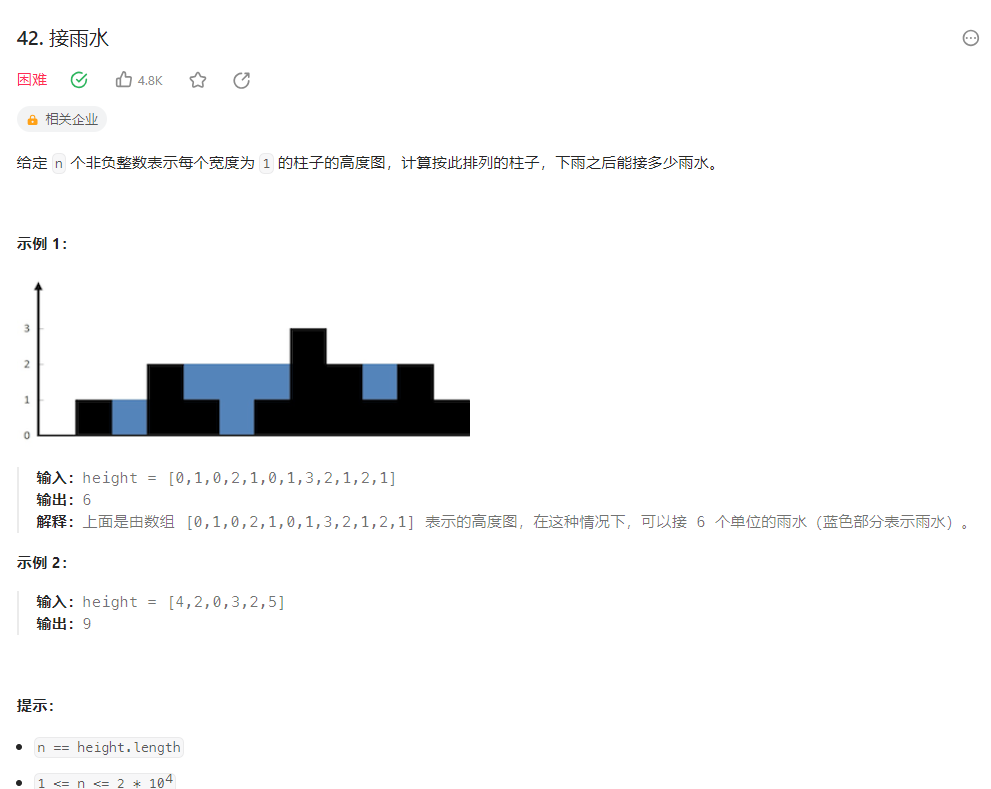 42. 接雨水
困难 4.8K
相关企业
给定 n 个非负整数表示每个宽度为 1 的柱子的高度图，计算按此排列的柱子，下雨之后能接多少雨水。
示例 1：
3
2
1
0
输入：height = [0,1,0,2,1,0,1,3,2,1,2,1]
输出：6
解释：上面是由数组 [0,1,0,2,1,0,1,3,2,1,2,1] 表示的高度图，在这种情况下，可以接 6 个单位的雨水（蓝色部分表示雨水）。
示例 2：
输入：height = [4,2,0,3,2,5]
输出：9
提示：
n == height.length
1 <= n <= 2 * 10⁴